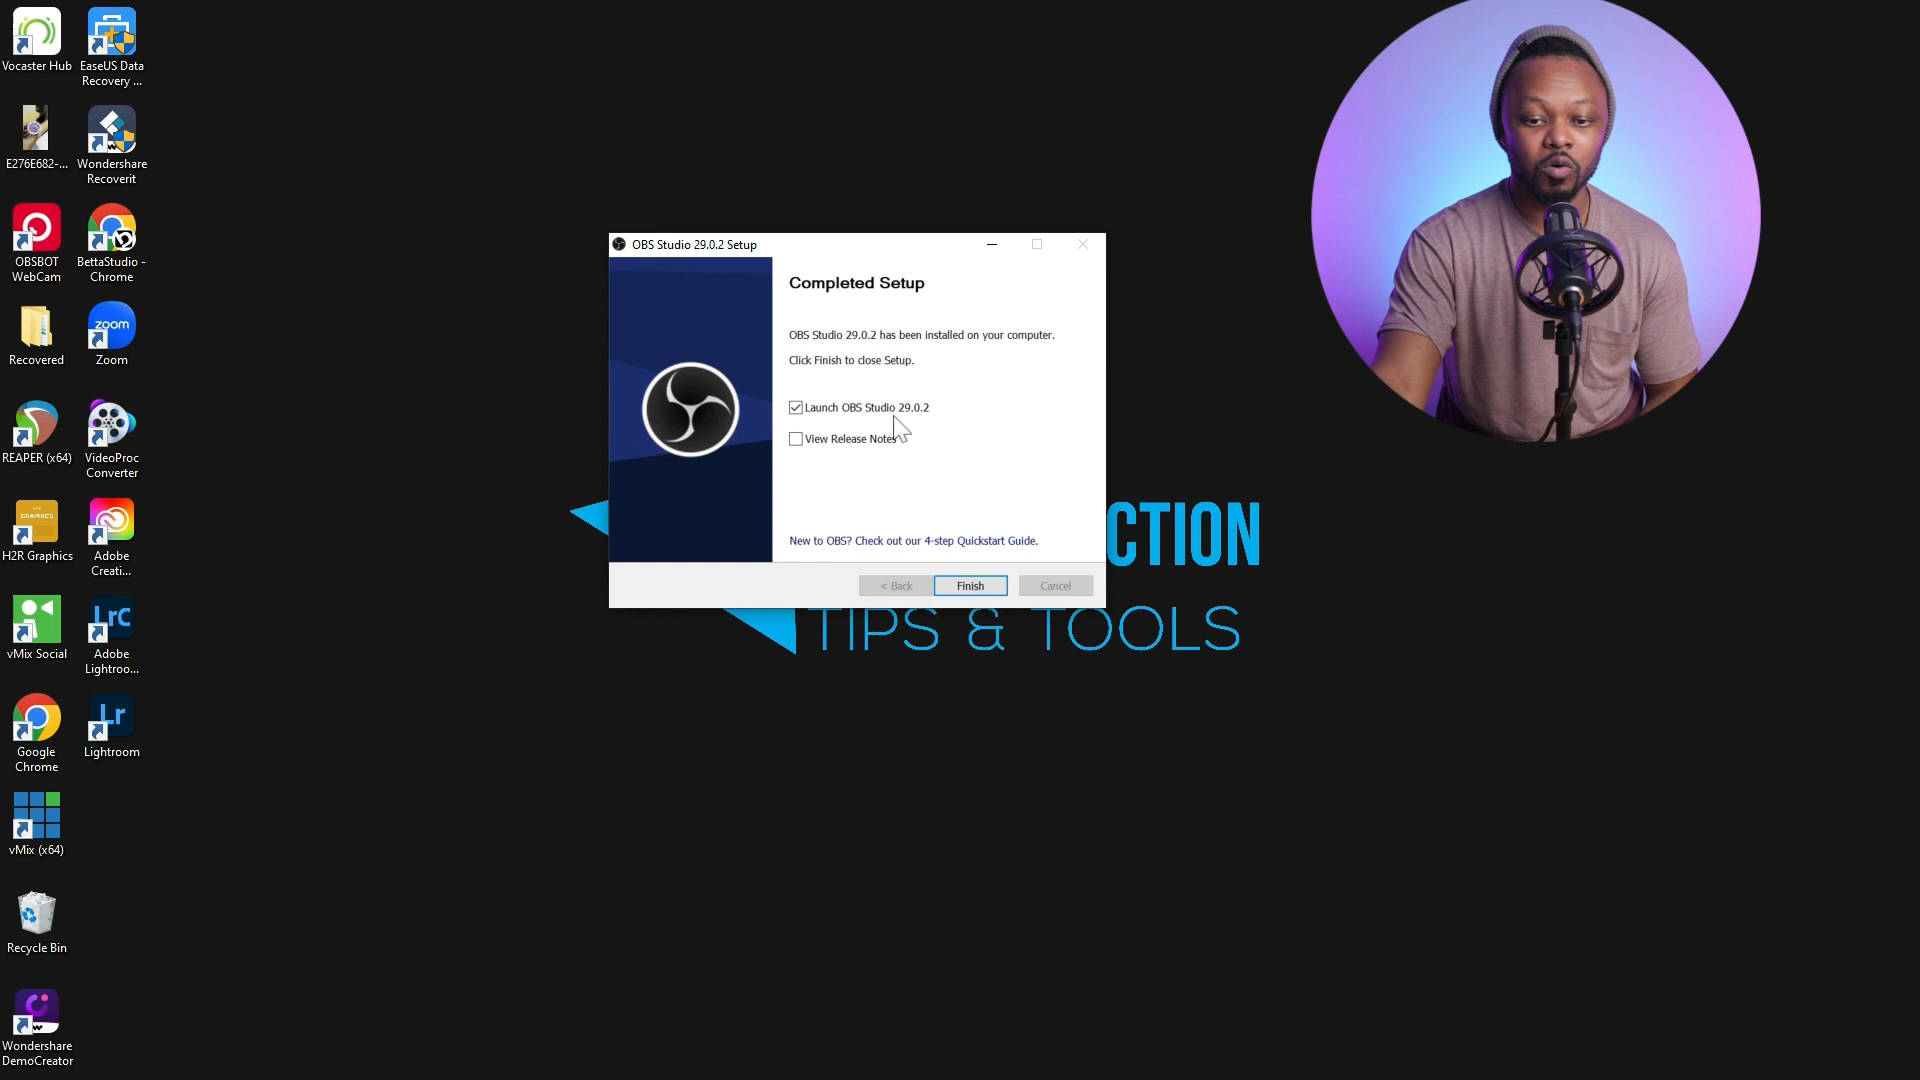 Vocaster Hub
EaseUS Data
Recovery ...
E276E682-...
Wondershare
Recoverit
OBSBOT
WebCam
BettaStudio -
Chrome
Recovered
zoom
Zoom
REAPER (x64)
VideoProc
Converter
GRAPHICS
H2R Graphics
Adobe
Creati...
vMix Social
LrC
Adobe
Lightroo...
Google
Chrome
Lr
Lightroom
vMix (x64)
Recycle Bin
Wondershare
DemoCreator
OBS Studio 29.0.2 Setup
Completed Setup
OBS Studio 29.0.2 has been installed on your computer.
Click Finish to close Setup.
Launch OBS Studio 29.0.2
View Release Notes
New to OBS? Check out our 4-step Quickstart Guide.
< Back
Finish
Cancel
CTION
TIPS & TOOLS